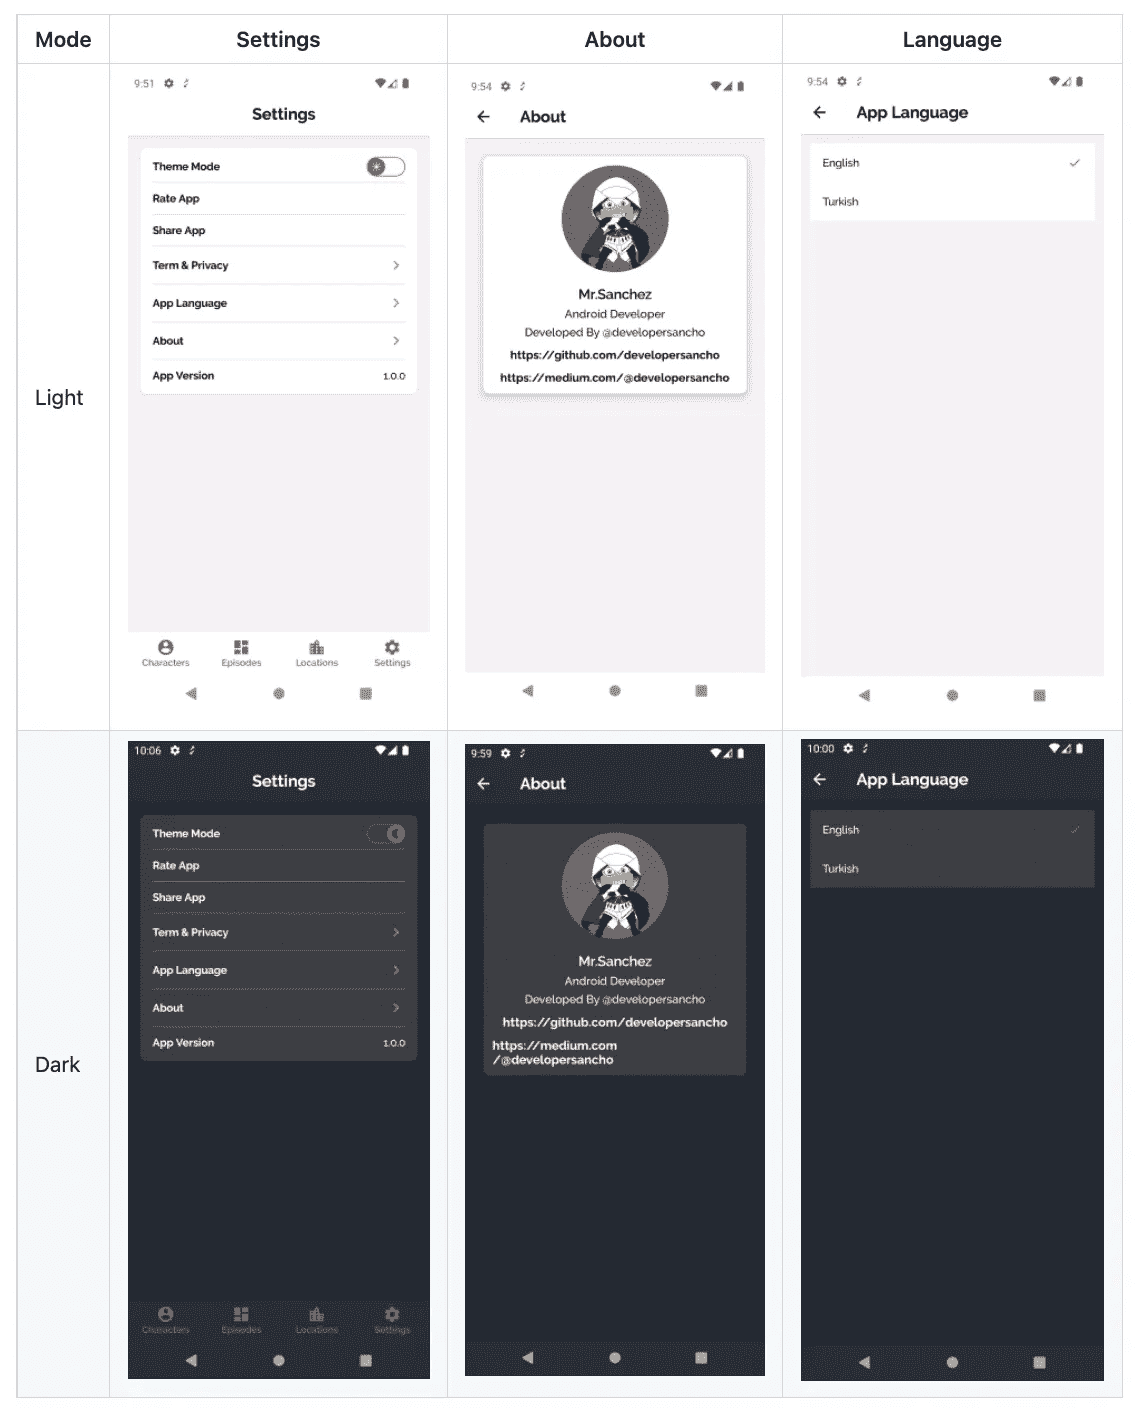 Mode
Settings
About
Language
Light
9:51
Settings
Theme Mode
Rate App
Share App
Term & Privacy
App Language
About
App Version 1.0.0
Characters Episodes Locations Settings
9:54
About
Mr.Sanchez
Android Developer
Developed By @developersancho
https://github.com/developersancho
https://medium.com/@developersancho
9:54
App Language
English
Turkish
Dark
10:06
Settings
Theme Mode
Rate App
Share App
Term & Privacy
App Language
About
App Version 1.0.0
Characters Episodes Locations Settings
9:59
About
Mr.Sanchez
Android Developer
Developed By @developersancho
https://github.com/developersancho
https://medium.com
/@developersancho
10:00
App Language
English
Turkish